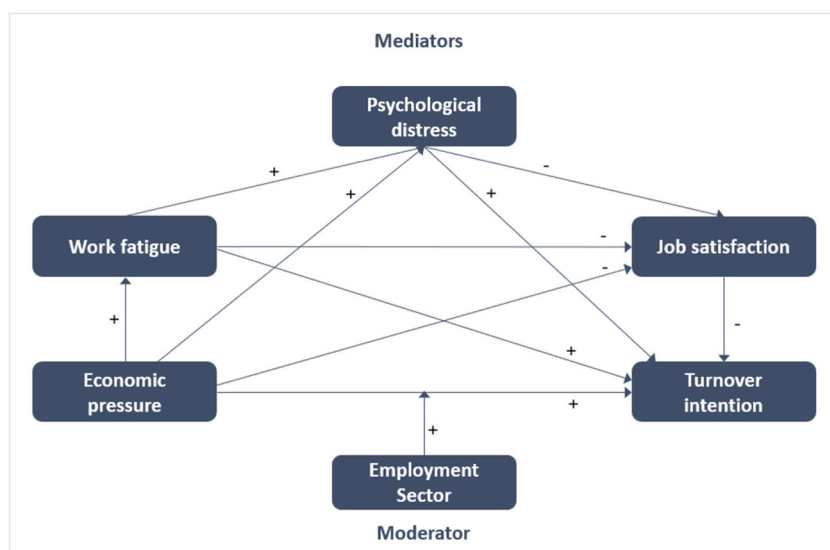 Mediators
Psychological
distress
+
+
+
-
Work fatigue
-
Job satisfaction
-
+
-
+
Economic
pressure
+
Turnover
intention
+
Employment
Sector
Moderator